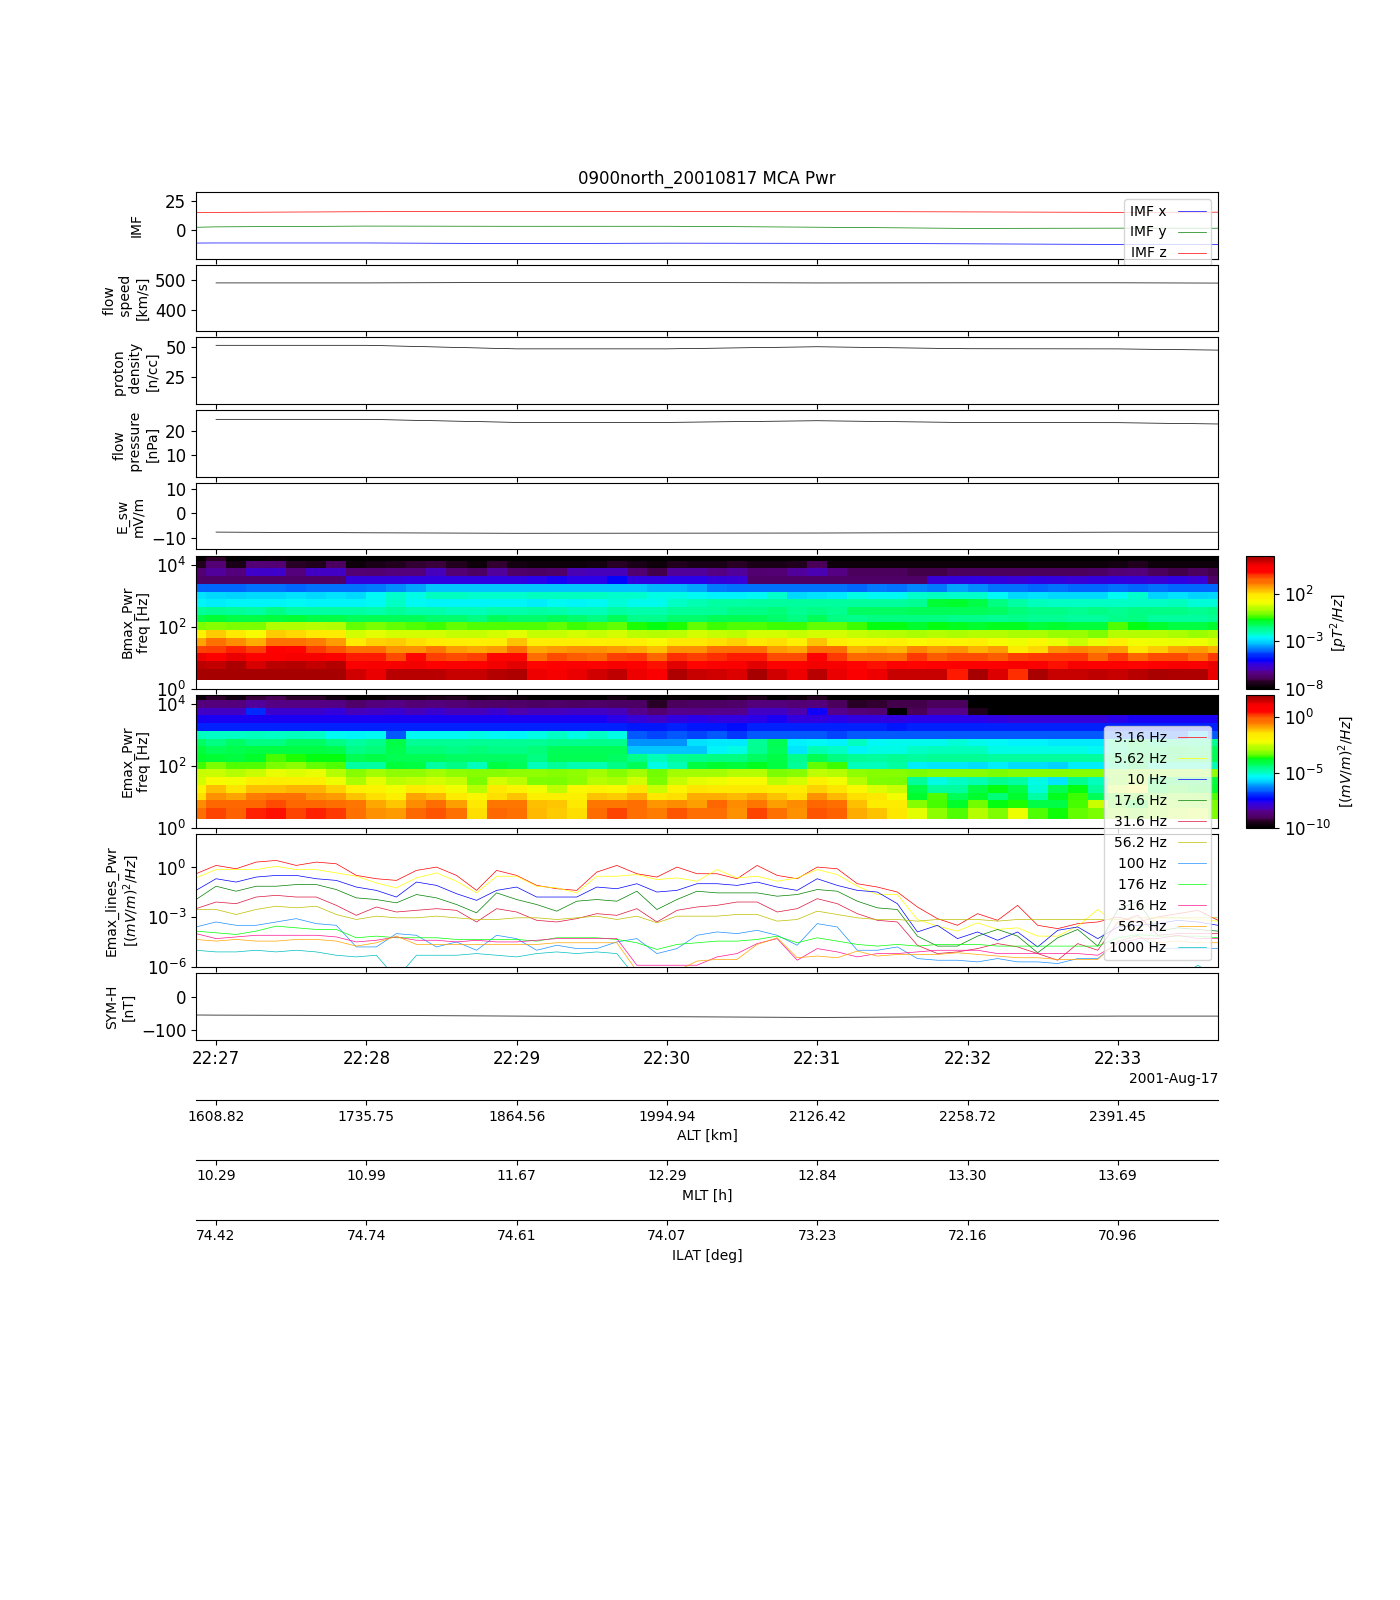 0900north_20010817 MCA Pwr
25
0
IMF
IMF x
IMF y
IMF z
500
400
flow
speed
[km/s]
50
25
proton
density
[n/cc]
20
10
flow
pressure
[nPa]
10
0
−10
E_sw
mV/m
10^4
10^2
10^0
Bmax_Pwr
freq [Hz]
10^2
10^−3
10^−8
[pT^2/Hz]
10^4
10^2
10^0
Emax_Pwr
freq [Hz]
10^0
10^−5
10^−10
[(mV/m)^2/Hz]
3.16 Hz
5.62 Hz
10 Hz
17.6 Hz
31.6 Hz
56.2 Hz
100 Hz
176 Hz
316 Hz
562 Hz
1000 Hz
10^0
10^−3
10^−6
Emax_lines_Pwr
[(mV/m)^2/Hz]
0
−100
SYM-H
[nT]
22:27 22:28 22:29 22:30 22:31 22:32 22:33
2001-Aug-17
1608.82 1735.75 1864.56 1994.94 2126.42 2258.72 2391.45
ALT [km]
10.29 10.99 11.67 12.29 12.84 13.30 13.69
MLT [h]
74.42 74.74 74.61 74.07 73.23 72.16 70.96
ILAT [deg]